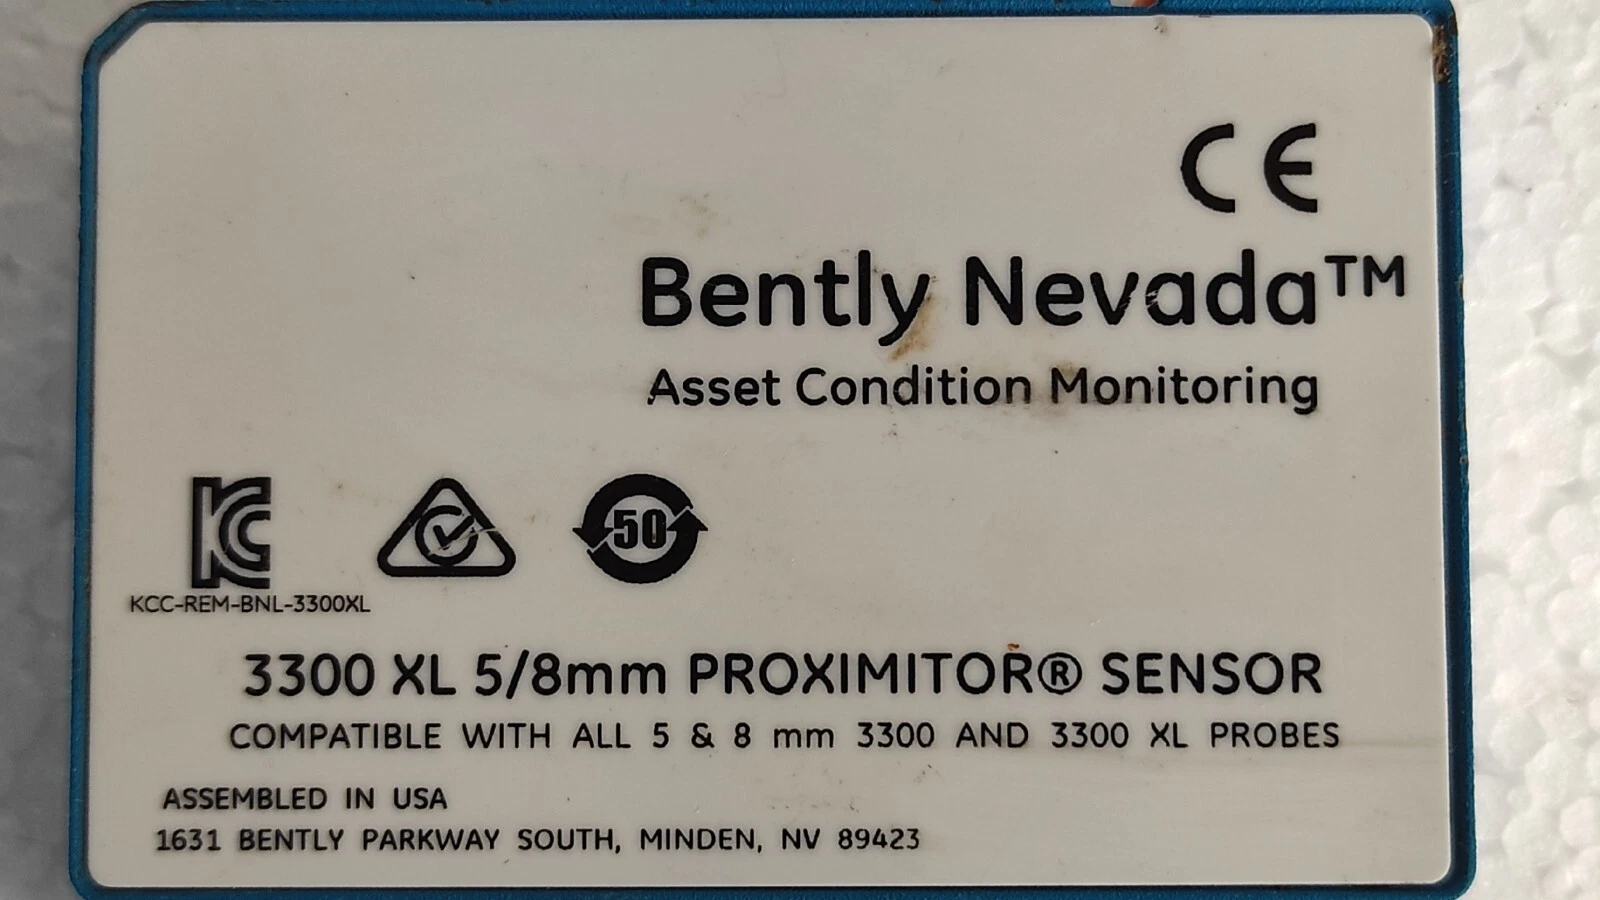 CE
Bently Nevada™
Asset Condition Monitoring
KC
50
KCC-REM-BNL-3300XL
3300 XL 5/8mm PROXIMITOR® SENSOR
COMPATIBLE WITH ALL 5 & 8 mm 3300 AND 3300 XL PROBES
ASSEMBLED IN USA
1631 BENTLY PARKWAY SOUTH, MINDEN, NV 89423